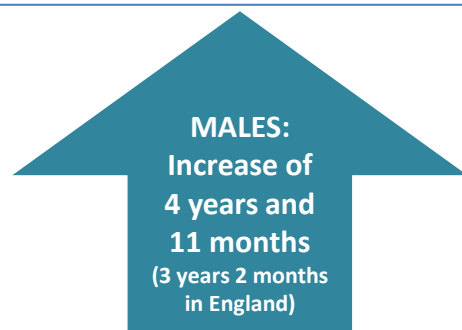 MALES:
Increase of
4 years and
11 months
(3 years 2 months
in England)